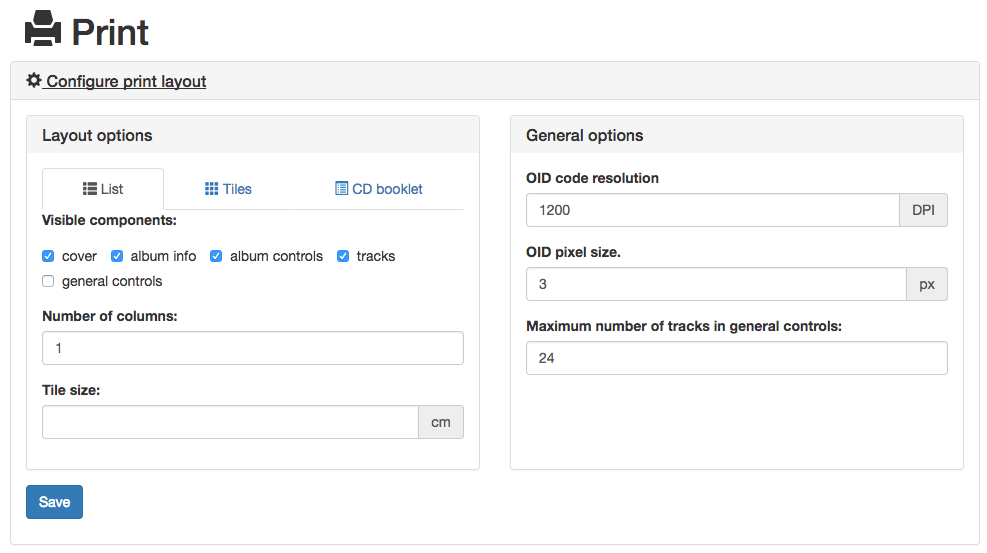 Print
Configure print layout
Layout options
List Tiles CD booklet
Visible components:
cover album info album controls tracks
general controls
Number of columns:
1
Tile size:
cm
General options
OID code resolution
1200 DPI
OID pixel size.
3 px
Maximum number of tracks in general controls:
24
Save